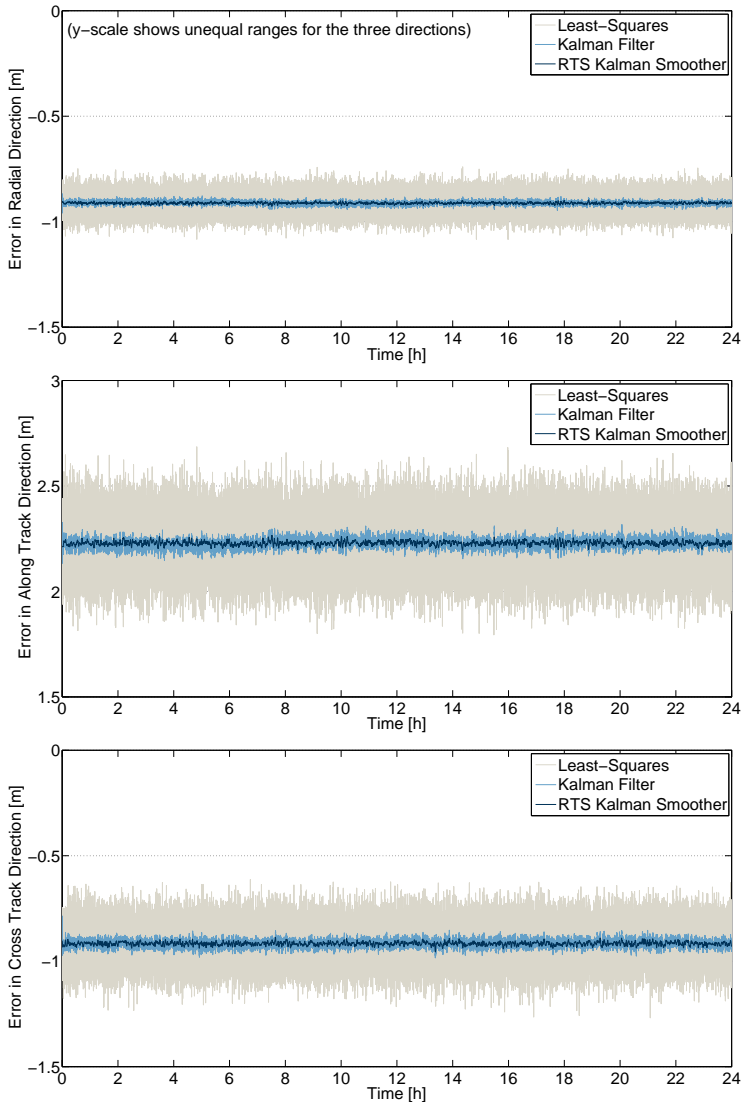 0
(y−scale shows unequal ranges for the three directions)
Least−Squares
Kalman Filter
RTS Kalman Smoother
−0.5
−1
−1.5
Error in Radial Direction [m]
0 2 4 6 8 10 12 14 16 18 20 22 24
Time [h]
3
Least−Squares
Kalman Filter
RTS Kalman Smoother
2.5
2
1.5
Error in Along Track Direction [m]
0 2 4 6 8 10 12 14 16 18 20 22 24
Time [h]
0
Least−Squares
Kalman Filter
RTS Kalman Smoother
−0.5
−1
−1.5
Error in Cross Track Direction [m]
0 2 4 6 8 10 12 14 16 18 20 22 24
Time [h]